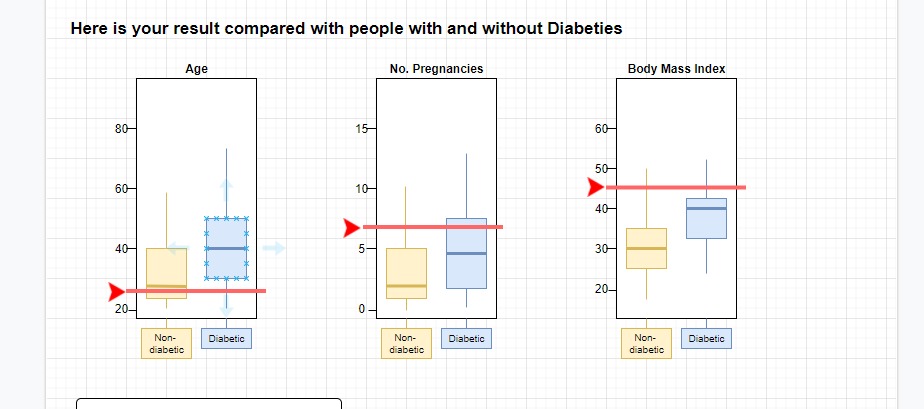 Here is your result compared with people with and without Diabeties
Age
80
60
40
20
Non-
diabetic
Diabetic
No. Pregnancies
15
10
5
0
Non-
diabetic
Diabetic
Body Mass Index
60
50
40
30
20
Non-
diabetic
Diabetic